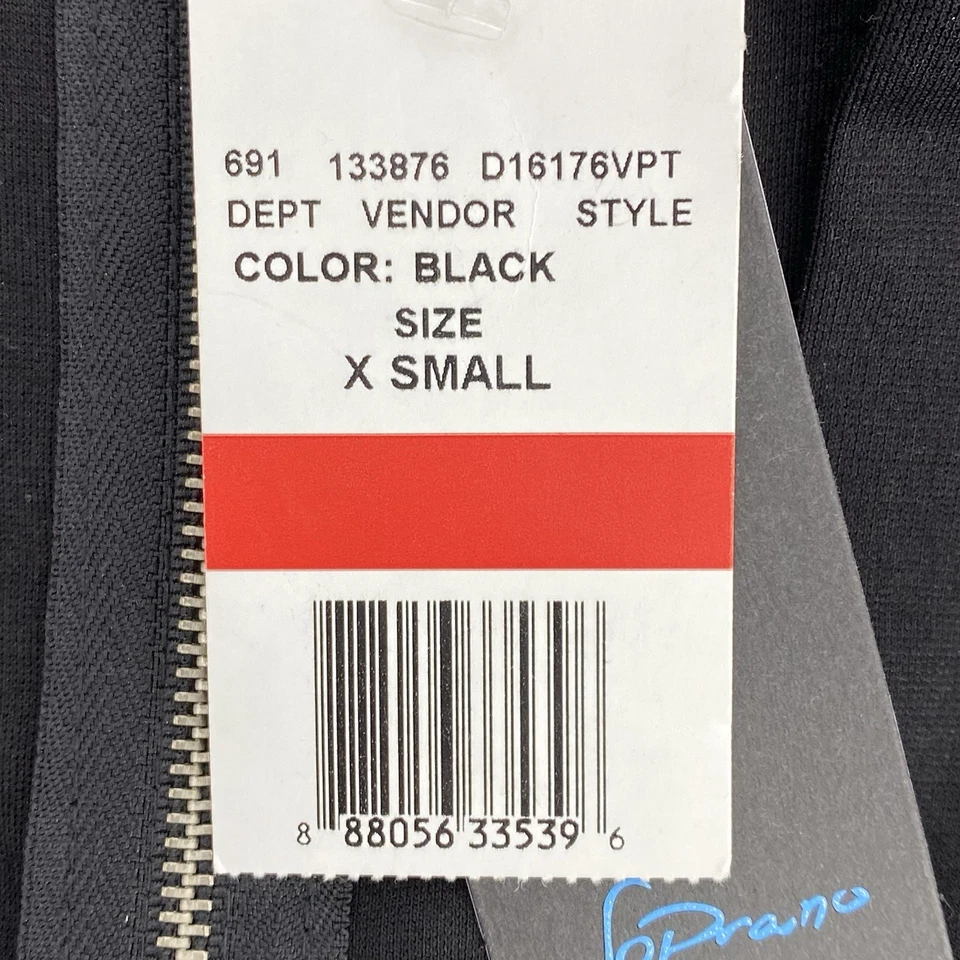 691 133876 D16176VPT
DEPT VENDOR STYLE
COLOR: BLACK
SIZE
X SMALL
8 88056 33539 6
Soprano